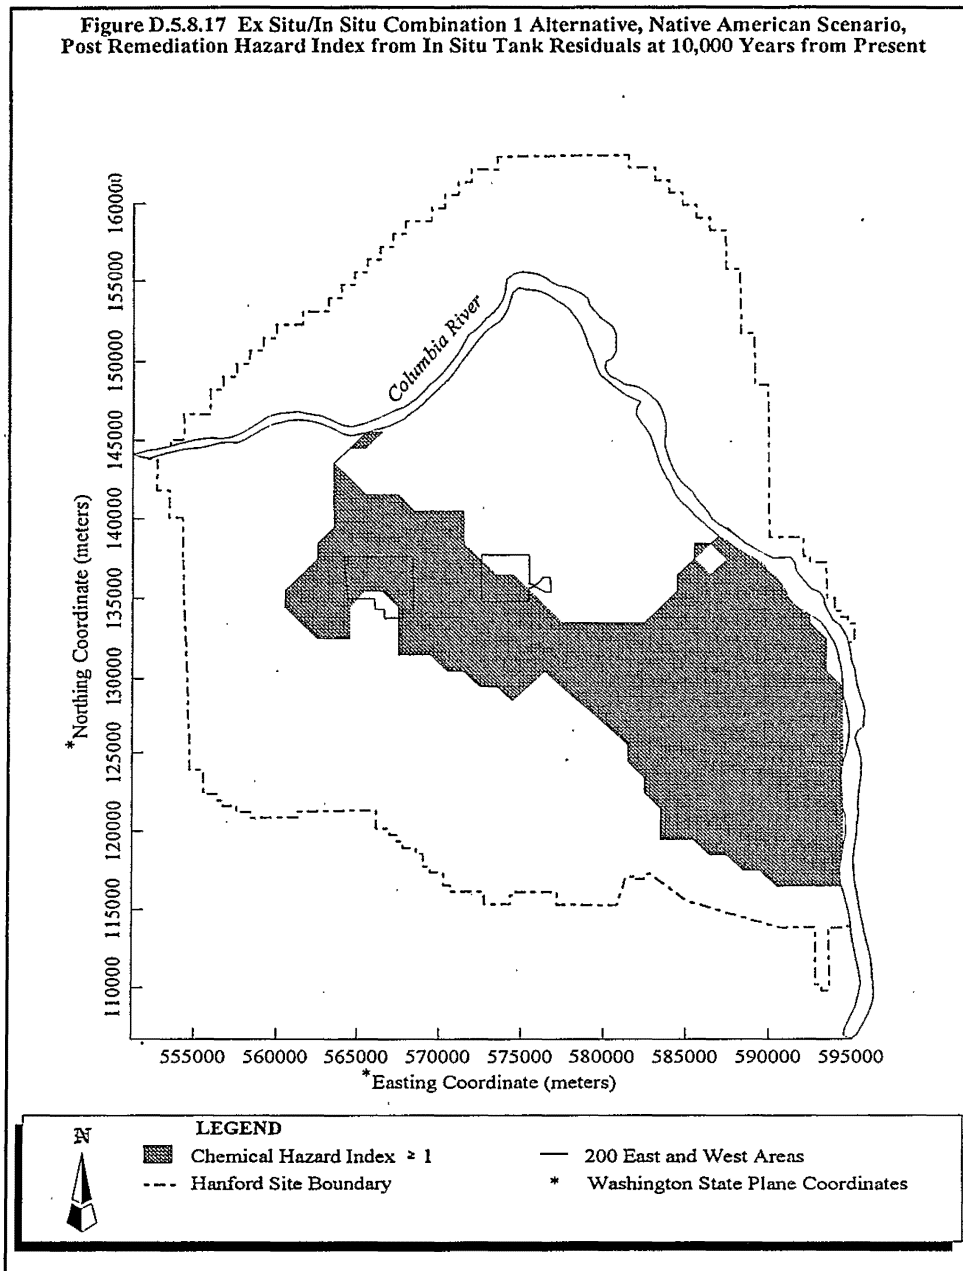 Figure D.5.8.17 Ex Situ/In Situ Combination 1 Alternative, Native American Scenario,
Post Remediation Hazard Index from In Situ Tank Residuals at 10,000 Years from Present
160000
155000
150000
145000
140000
135000
130000
125000
120000
115000
110000
*Northing Coordinate (meters)
Columbia River
555000 560000 565000 570000 575000 580000 585000 590000 595000
*Easting Coordinate (meters)
N
LEGEND
Chemical Hazard Index ≥ 1
Hanford Site Boundary
200 East and West Areas
* Washington State Plane Coordinates